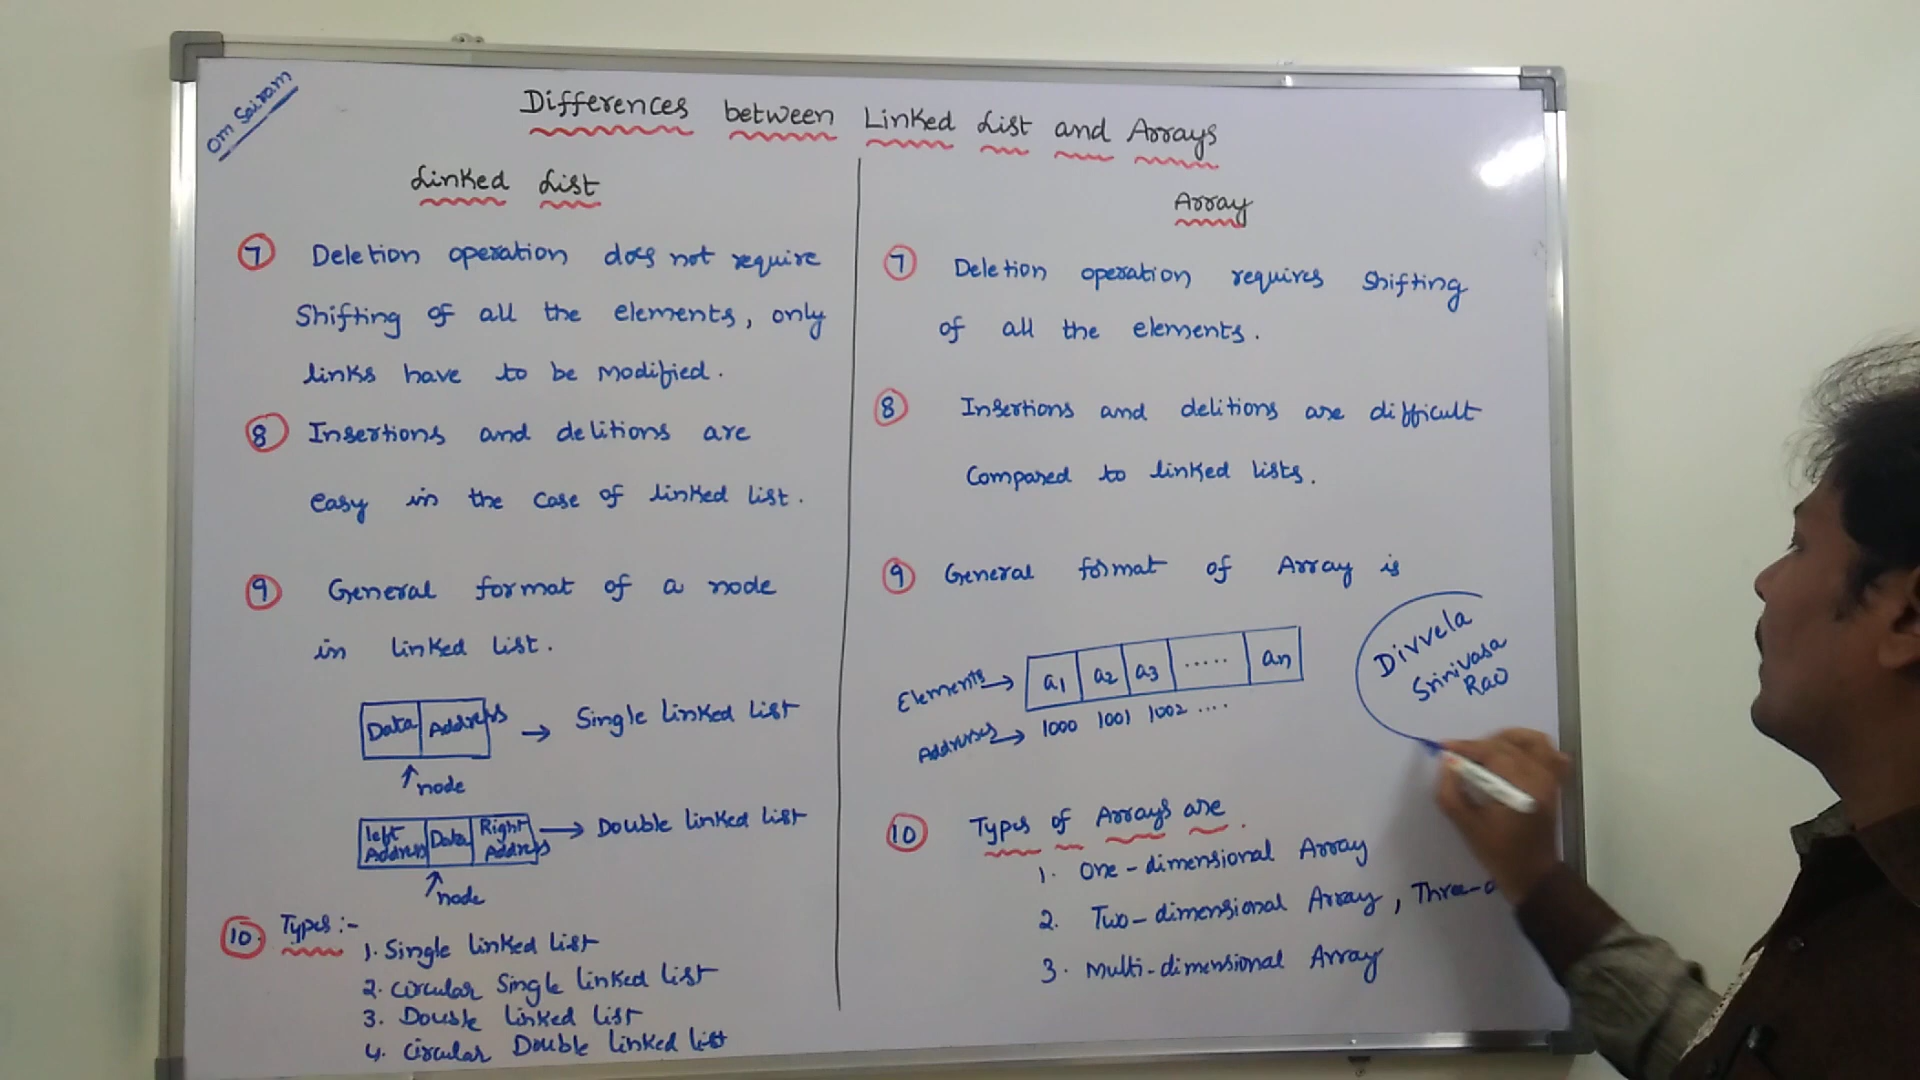 Om Sairam
Differences between Linked List and Arrays
Linked List
7 Deletion operation does not require
Shifting of all the elements, only
links have to be modified.
8 Insertions and delitions are
easy in the case of linked list.
9 General format of a node
in linked list.
Data Address → Single linked list
↑ node
left Address Data Right Address → Double linked list
↑ node
10. Types :-
1. Single linked list
2. Circular Single linked list
3. Double linked list
4. Circular Double linked list
Array
7 Deletion operation requires Shifting
of all the elements.
8 Insertions and delitions are difficult
Compared to linked lists.
9 General format of Array is
Elements → a1 a2 a3 ..... an
Addresses → 1000 1001 1002 ....
Divvela
Srinivasa
Rao
10 Types of Arrays are.
1. One-dimensional Array
2. Two-dimensional Array, Three-
3. Multi-dimensional Array